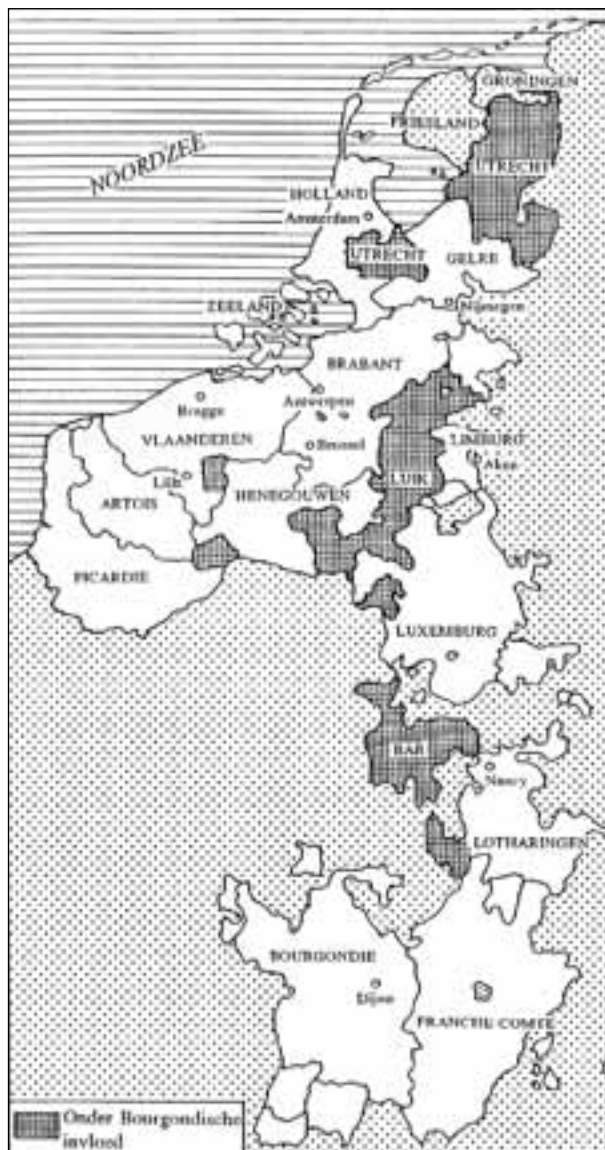 GRONINGEN
FRIESLAND
UTRECHT
NOORDZEE
HOLLAND
Amsterdam
UTRECHT
GELRE
ZEELAND
Nijmegen
BRABANT
Brugge
Antwerpen
VLAANDEREN
Brussel
LIMBURG
Aken
Lille
LUIK
HENEGOUWEN
ARTOIS
PICARDIE
LUXEMBURG
BAR
Nancy
LOTHARINGEN
BOURGONDIE
Dijon
FRANCHE COMTE
Onder Bourgondische
invloed